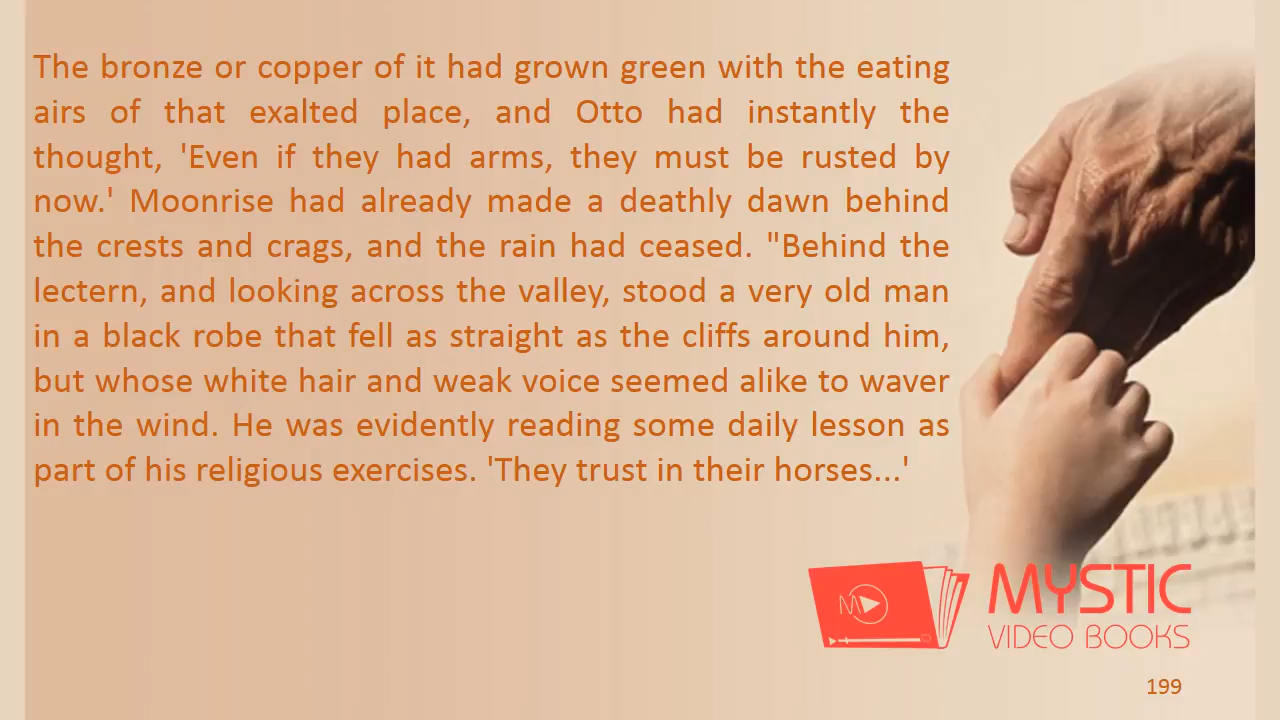 The bronze or copper of it had grown green with the eating
airs of that exalted place, and Otto had instantly the
thought, 'Even if they had arms, they must be rusted by
now.' Moonrise had already made a deathly dawn behind
the crests and crags, and the rain had ceased. "Behind the
lectern, and looking across the valley, stood a very old man
in a black robe that fell as straight as the cliffs around him,
but whose white hair and weak voice seemed alike to waver
in the wind. He was evidently reading some daily lesson as
part of his religious exercises. 'They trust in their horses...'
MYSTIC
VIDEO BOOKS
199